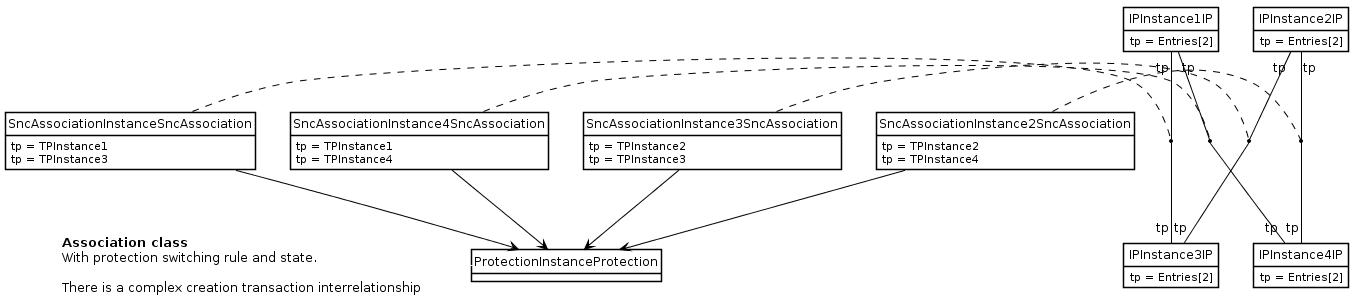 IPInstance1IP
tp = Entries[2]
IPInstance2IP
tp = Entries[2]
tp
tp
tp
tp
SncAssociationInstanceSncAssociation
tp = TPInstance1
tp = TPInstance3
SncAssociationInstance4SncAssociation
tp = TPInstance1
tp = TPInstance4
SncAssociationInstance3SncAssociation
tp = TPInstance2
tp = TPInstance3
SncAssociationInstance2SncAssociation
tp = TPInstance2
tp = TPInstance4
tp
tp
tp
tp
Association class
With protection switching rule and state.
There is a complex creation transaction interrelationship
ProtectionInstanceProtection
IPInstance3IP
tp = Entries[2]
IPInstance4IP
tp = Entries[2]